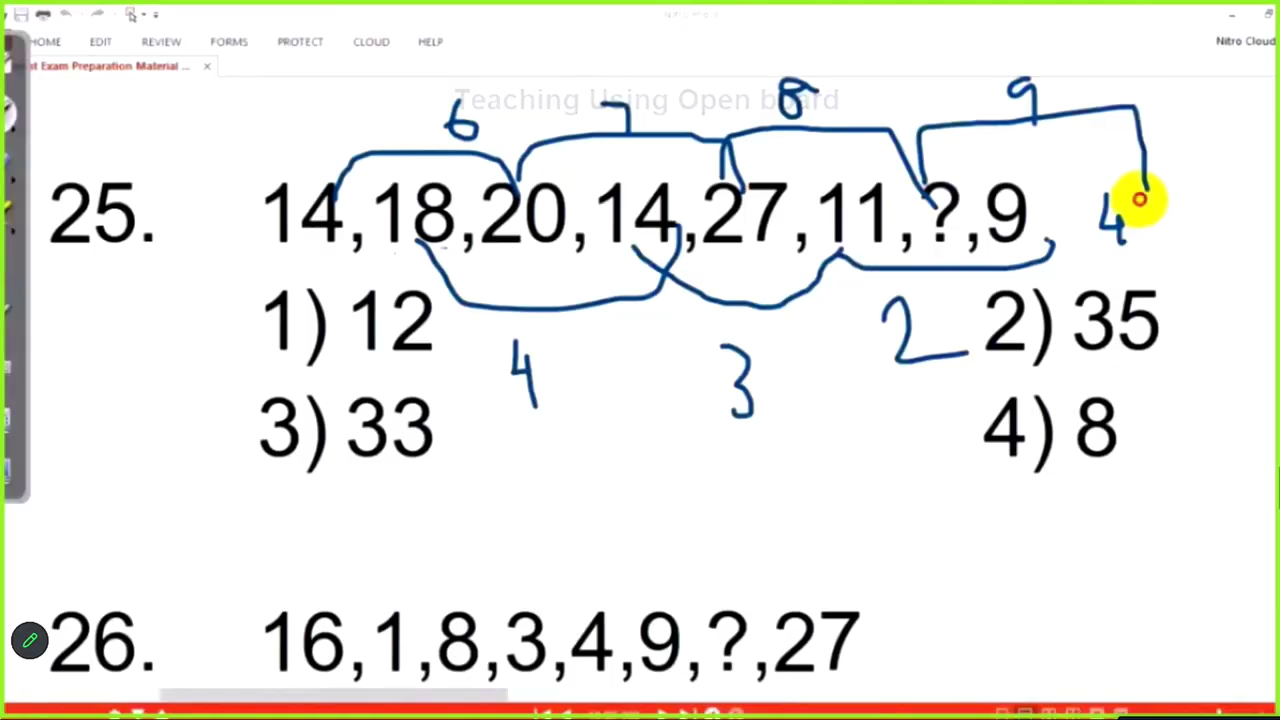 HOME EDIT REVIEW FORMS PROTECT CLOUD HELP Nitro Cloud
nt Exam Preparation Material ... ×
Teaching Using Open board
6 7 8 9
25. 14,18,20,14,27,11,?,9 4
1) 12 2) 35
4 3 2
3) 33 4) 8
26. 16,1,8,3,4,9,?,27